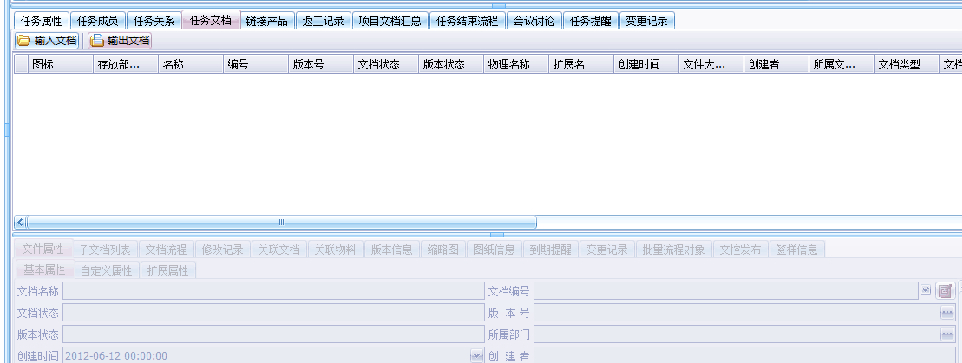 任务属性 任务成员 任务关系 任务文档 链接产品 返工记录 项目文档汇总 任务结束流程 会议讨论 任务提醒 变更记录
输入文档 输出文档
图标 存放部... 名称 编号 版本号 文档状态 版本状态 物理名称 扩展名 创建时间 文件大... 创建者 所属文... 文档类型 文档
文件属性 子文档列表 文档流程 修改记录 关联文档 关联物料 版本信息 缩略图 图纸信息 到期提醒 变更记录 批量流程对象 文控发布 签样信息
基本属性 自定义属性 扩展属性
文档名称 文档编号
文档状态 版 本 号
版本状态 所属部门
创建时间 2012-06-12 00:00:00 创 建 者